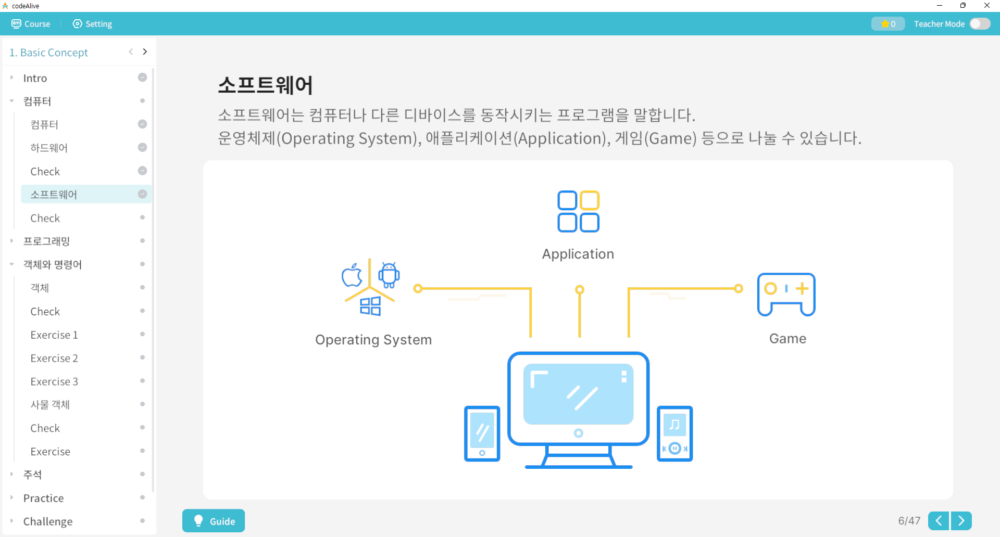 codeAlive
Course
Setting
0
Teacher Mode
1. Basic Concept
Intro
컴퓨터
컴퓨터
하드웨어
Check
소프트웨어
Check
프로그래밍
객체와 명령어
객체
Check
Exercise 1
Exercise 2
Exercise 3
사물 객체
Check
Exercise
주석
Practice
Challenge
소프트웨어
소프트웨어는 컴퓨터나 다른 디바이스를 동작시키는 프로그램을 말합니다.
운영체제(Operating System), 애플리케이션(Application), 게임(Game) 등으로 나눌 수 있습니다.
Application
Operating System
Game
Guide
6/47